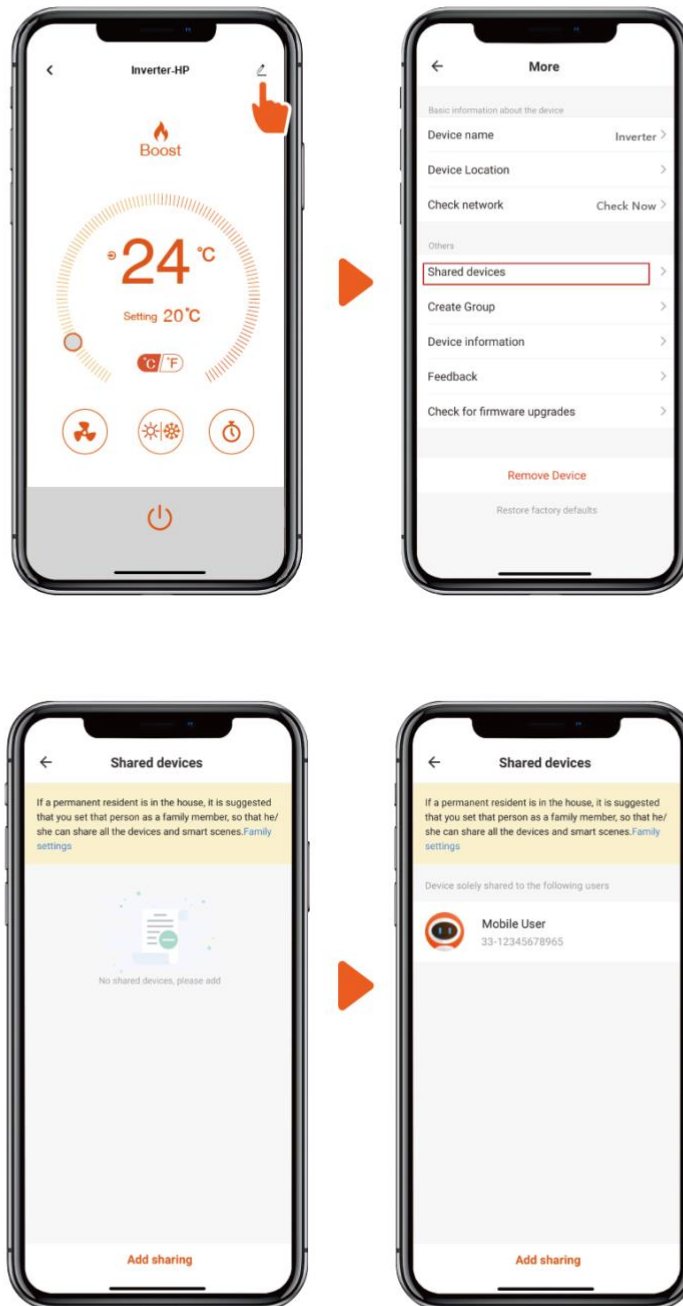 Inverter-HP
Boost
24 °C
Setting 20°C
°C/°F
More
Basic information about the device
Device name Inverter
Device Location
Check network Check Now
Others
Shared devices
Create Group
Device information
Feedback
Check for firmware upgrades
Remove Device
Restore factory defaults
Shared devices
If a permanent resident is in the house, it is suggested
that you set that person as a family member, so that he/
she can share all the devices and smart scenes.Family
settings
No shared devices, please add
Add sharing
Shared devices
If a permanent resident is in the house, it is suggested
that you set that person as a family member, so that he/
she can share all the devices and smart scenes.Family
settings
Device solely shared to the following users
Mobile User
33-12345678965
Add sharing